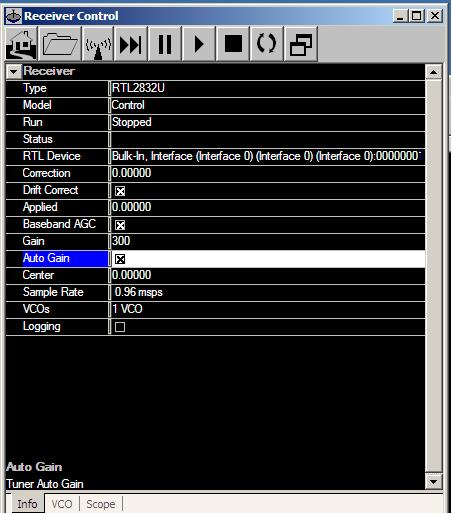 Receiver Control
Receiver
Type RTL2832U
Model Control
Run Stopped
Status
RTL Device Bulk-In, Interface (Interface 0) (Interface 0) (Interface 0):00000001
Correction 0.00000
Drift Correct
Applied 0.00000
Baseband AGC
Gain 300
Auto Gain
Center 0.00000
Sample Rate 0.96 msps
VCOs 1 VCO
Logging
Auto Gain
Tuner Auto Gain
Info VCO Scope